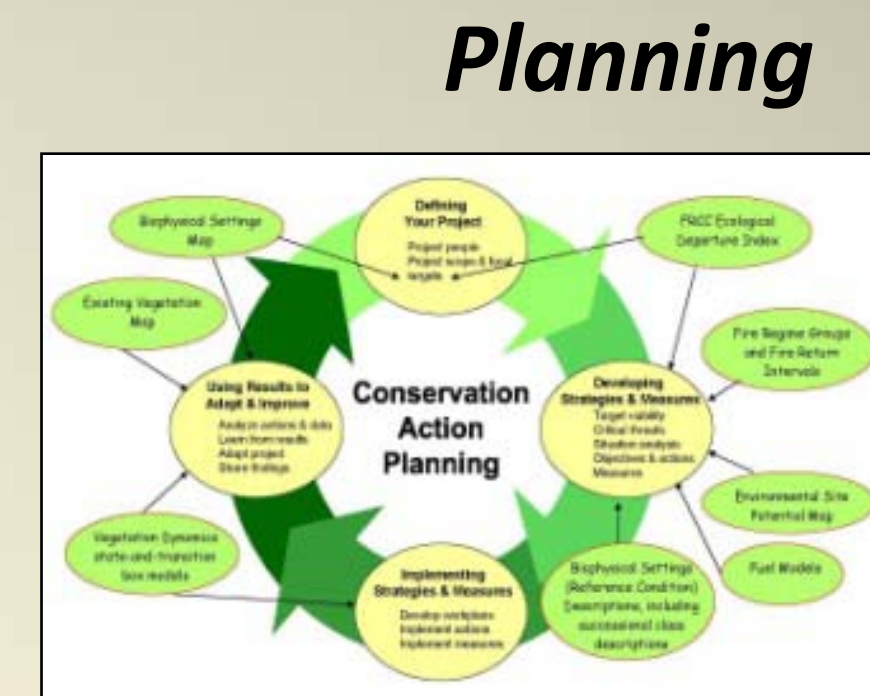 Planning
Defining
Your Project
Project people
Project scope & focal
targets
Biophysical Settings
Map
FRCC Ecological
Departure Index
Existing Vegetation
Map
Fire Regime Groups
and Fire Return
Intervals
Using Results to
Adapt & Improve
Analyze actions & data
Learn from results
Adapt project
Share findings
Conservation
Action
Planning
Developing
Strategies & Measures
Target viability
Critical threats
Situation analysis
Objectives & actions
Measures
Environmental Site
Potential Map
Vegetation Dynamics
state-and-transition
box models
Implementing
Strategies & Measures
Develop workplans
Implement actions
Implement measures
Biophysical Settings
(Reference Condition)
Descriptions, including
successional class
descriptions
Fuel Models